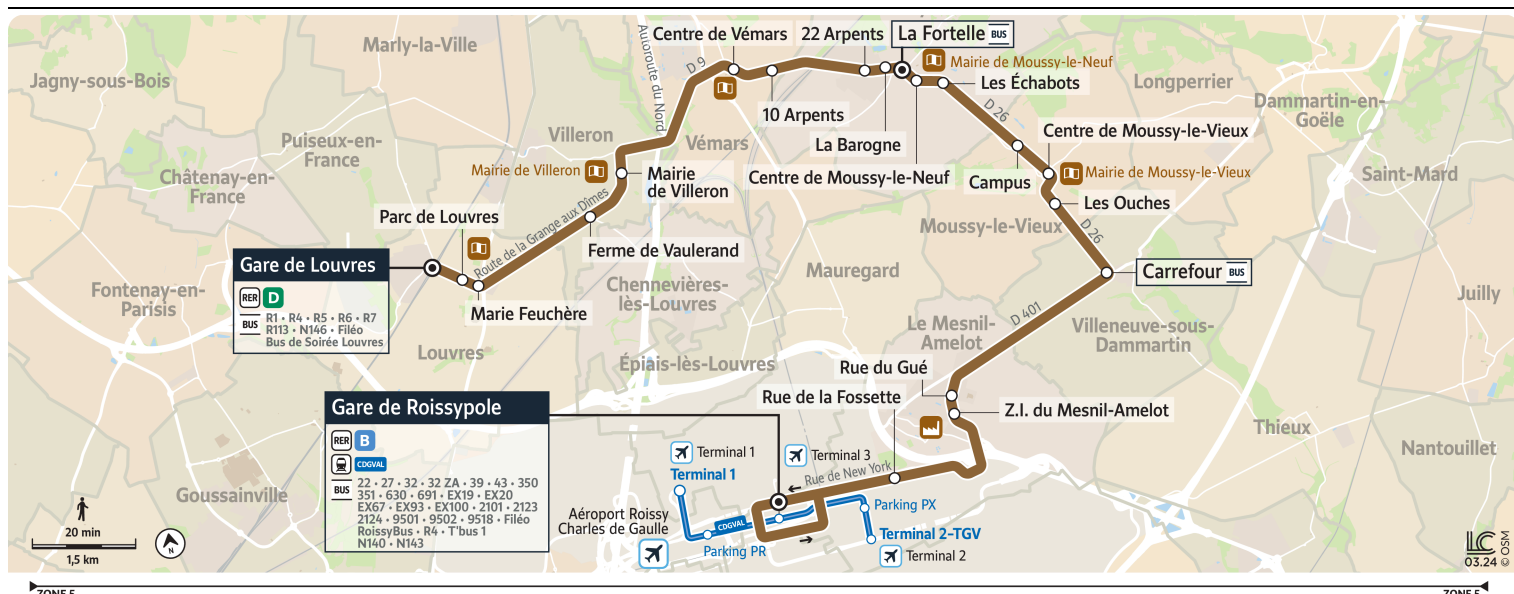 Marly-la-Ville
Jagny-sous-Bois
Autoroute du Nord
D 9
Centre de Vémars
22 Arpents
La Fortelle BUS
Mairie de Moussy-le-Neuf
Les Échabots
Longperrier
Dammartin-en-
Goële
10 Arpents
D 26
Centre de Moussy-le-Vieux
Puiseux-en-
France
Villeron
Vémars
La Barogne
Châtenay-en-
France
Mairie de Villeron
Mairie
de Villeron
Centre de Moussy-le-Neuf
Campus
Mairie de Moussy-le-Vieux
Saint-Mard
Les Ouches
Parc de Louvres
Route de la Grange aux Dîmes
Moussy-le-Vieux
D 26
Ferme de Vaulerand
Gare de Louvres
RER D
BUS
R1 • R4 • R5 • R6 • R7
R113 • N146 • Filéo
Bus de Soirée Louvres
Mauregard
Carrefour BUS
Fontenay-en-
Parisis
Chennevières-
lès-Louvres
Juilly
Marie Feuchère
D 401
Le Mesnil-
Amelot
Villeneuve-sous-
Dammartin
Louvres
Épiais-lès-Louvres
Rue du Gué
Rue de la Fossette
Z.I. du Mesnil-Amelot
Gare de Roissypole
RER B
CDGVAL
BUS
22 • 27 • 32 • 32 ZA • 39 • 43 • 350
351 • 630 • 691 • EX19 • EX20
EX67 • EX93 • EX100 • 2101 • 2123
2124 • 9501 • 9502 • 9518 • Filéo
RoissyBus • R4 • T'bus 1
N140 • N143
Thieux
Nantouillet
Terminal 1
Terminal 3
Terminal 1
Rue de New York
Goussainville
Parking PX
Aéroport Roissy
Charles de Gaulle
CDGVAL
Parking PR
Terminal 2–TGV
Terminal 2
20 min
1,5 km
N
LC
03.24 © OSM
ZONE 5
ZONE 5